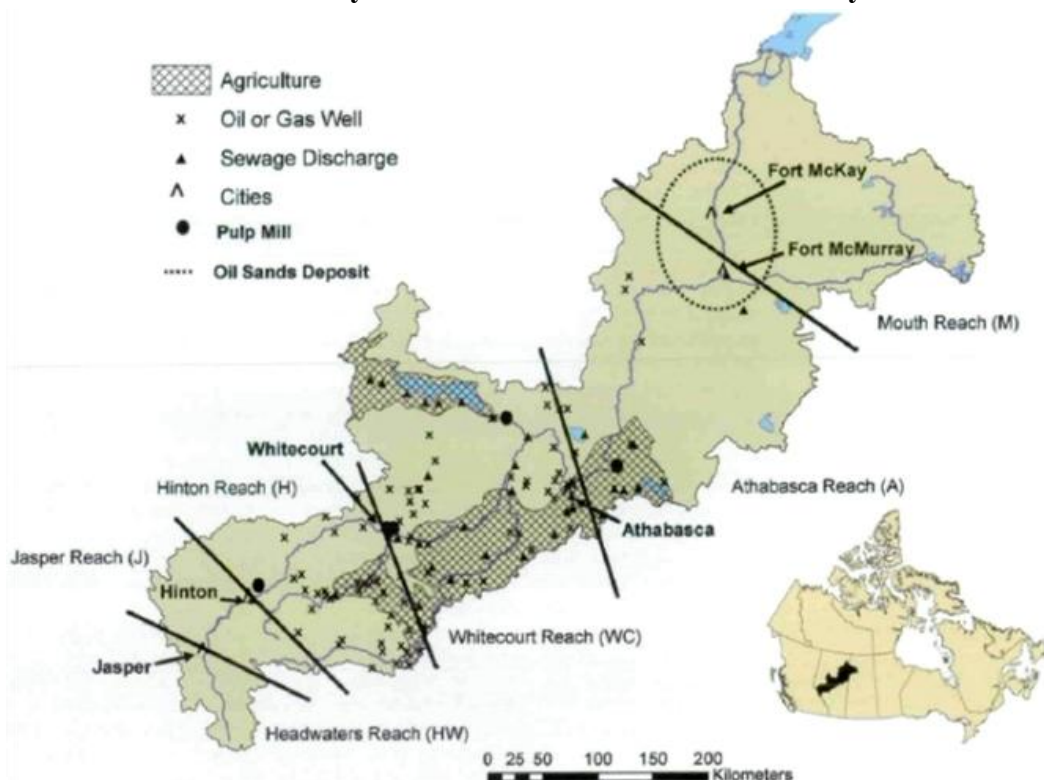 Agriculture
Oil or Gas Well
Sewage Discharge
Cities
Pulp Mill
Oil Sands Deposit
Fort McKay
Fort McMurray
Mouth Reach (M)
Whitecourt
Hinton Reach (H)
Athabasca Reach (A)
Athabasca
Jasper Reach (J)
Hinton
Whitecourt Reach (WC)
Jasper
Headwaters Reach (HW)
0 25 50 100 150 200
Kilometers